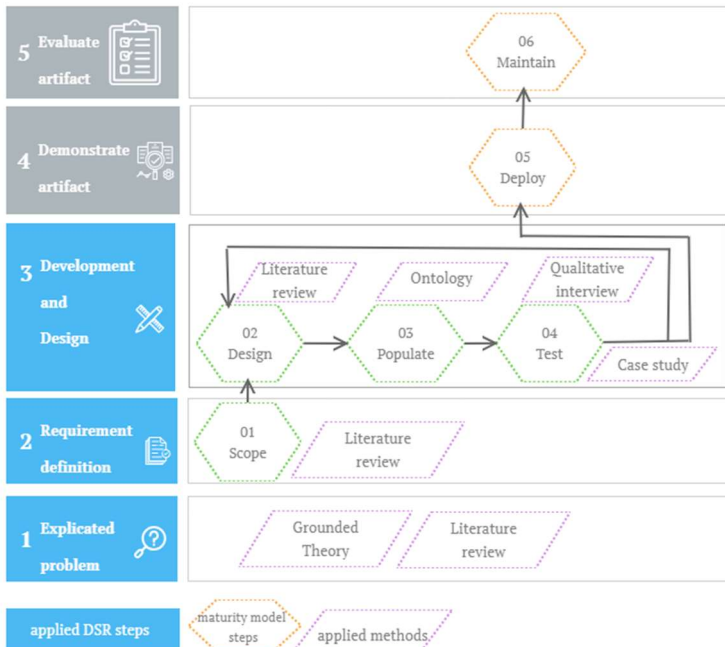 5 Evaluate
artifact
06
Maintain
4 Demonstrate
artifact
05
Deploy
3 Development
and
Design
Literature
review
Ontology
Qualitative
interview
02
Design
03
Populate
04
Test
Case study
2 Requirement
definition
01
Scope
Literature
review
1 Explicated
problem
Grounded
Theory
Literature
review
applied DSR steps
maturity model
steps
applied methods.